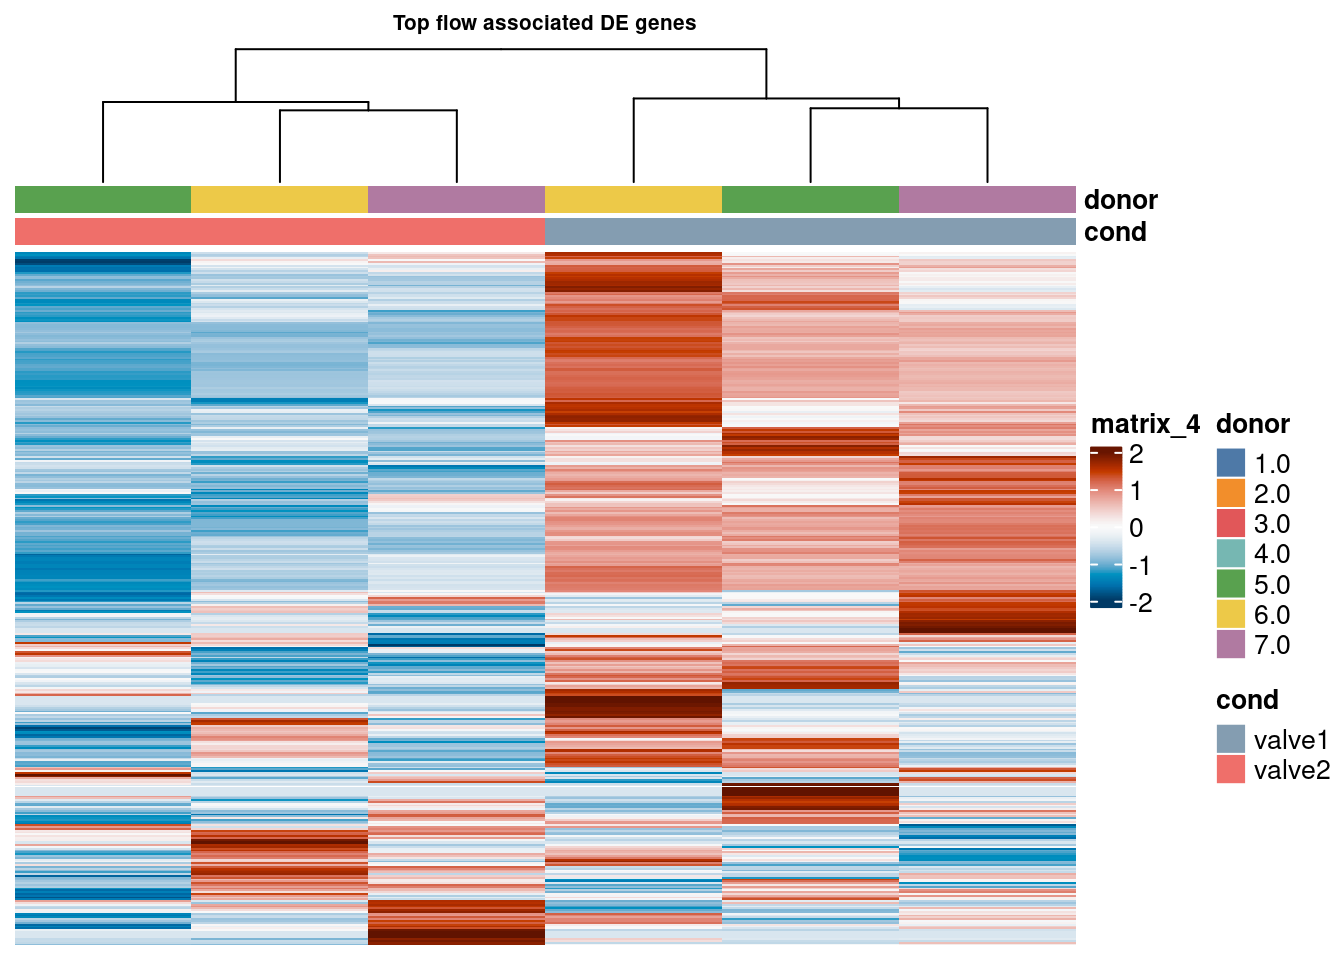 Top flow associated DE genes
donor
cond
matrix_4
2
1
0
-1
-2
donor
1.0
2.0
3.0
4.0
5.0
6.0
7.0
cond
valve1
valve2